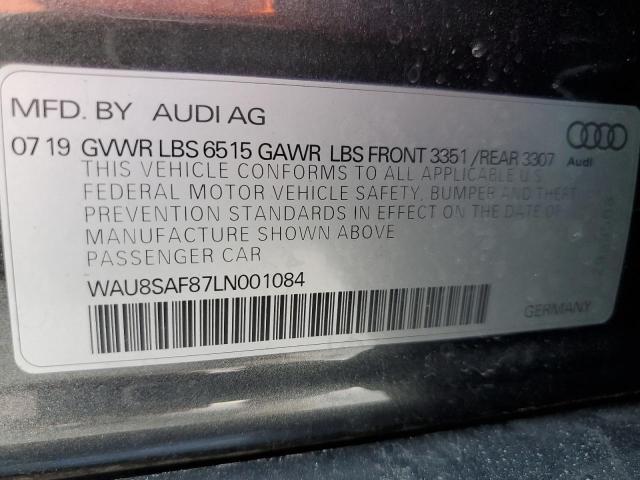 MFD. BY AUDI AG
07 19 GVWR LBS 6515 GAWR LBS FRONT 3351 /REAR 3307
Audi
THIS VEHICLE CONFORMS TO ALL APPLICABLE U.S.
FEDERAL MOTOR VEHICLE SAFETY, BUMPER AND THEFT
PREVENTION STANDARDS IN EFFECT ON THE DATE OF
MANUFACTURE SHOWN ABOVE
PASSENGER CAR
WAU8SAF87LN001084
GERMANY